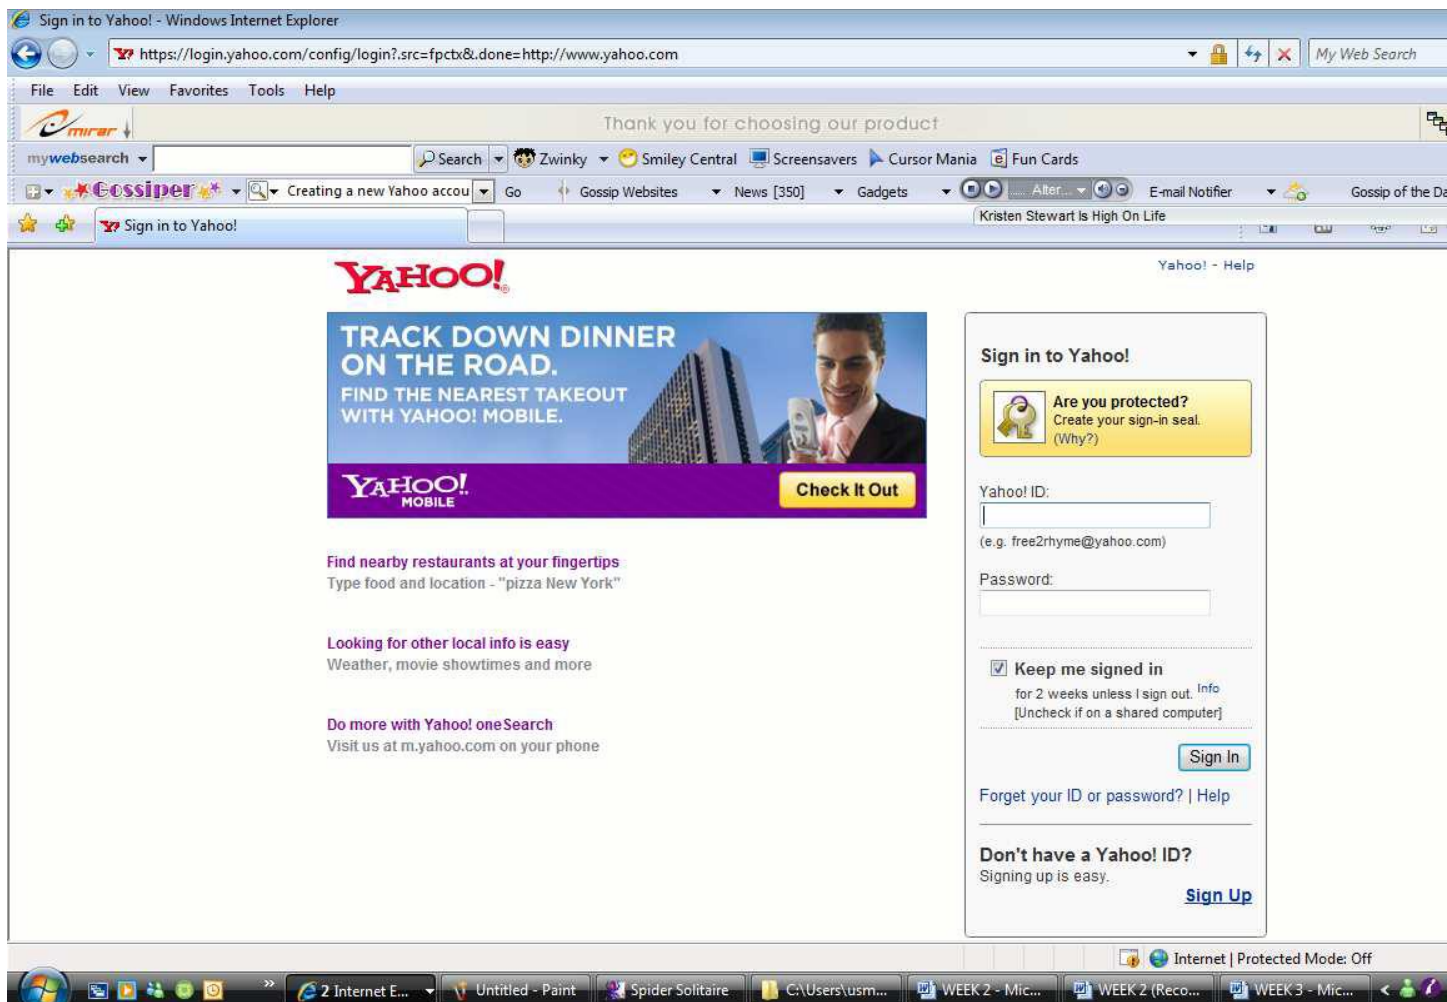 Sign in to Yahoo! - Windows Internet Explorer
https://login.yahoo.com/config/login?.src=fpctx&.done=http://www.yahoo.com
My Web Search
File Edit View Favorites Tools Help
mirar Thank you for choosing our product
mywebsearch Search Zwinky Smiley Central Screensavers Cursor Mania Fun Cards
Gossiper Creating a new Yahoo accou Go Gossip Websites News [350] Gadgets Alter... E-mail Notifier Gossip of the Da
Sign in to Yahoo! Kristen Stewart Is High On Life
YAHOO!
Yahoo! - Help
TRACK DOWN DINNER
ON THE ROAD.
FIND THE NEAREST TAKEOUT
WITH YAHOO! MOBILE.
YAHOO!
MOBILE
Check It Out
Find nearby restaurants at your fingertips
Type food and location - "pizza New York"
Looking for other local info is easy
Weather, movie showtimes and more
Do more with Yahoo! oneSearch
Visit us at m.yahoo.com on your phone
Sign in to Yahoo!
Are you protected?
Create your sign-in seal.
(Why?)
Yahoo! ID:
(e.g. free2rhyme@yahoo.com)
Password:
Keep me signed in
for 2 weeks unless I sign out. Info
[Uncheck if on a shared computer]
Sign In
Forget your ID or password? | Help
Don't have a Yahoo! ID?
Signing up is easy.
Sign Up
Internet | Protected Mode: Off
2 Internet E... Untitled - Paint Spider Solitaire C:\Users\usm... WEEK 2 - Mic... WEEK 2 (Reco... WEEK 3 - Mic...